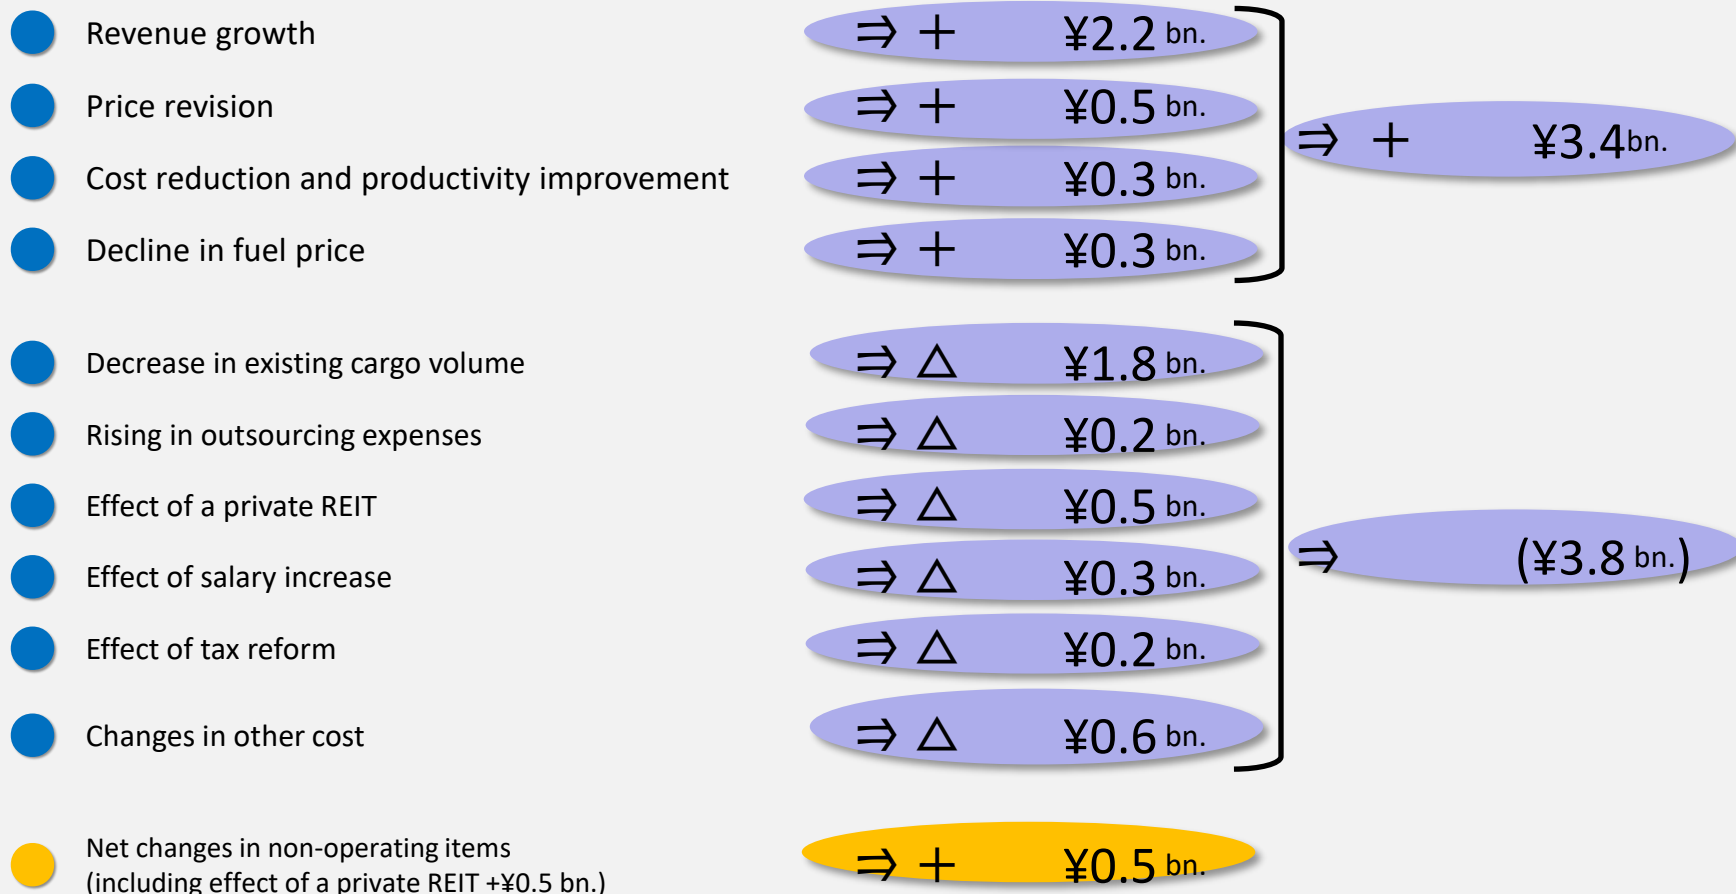 Revenue growth ⇒ + ¥2.2 bn.
Price revision ⇒ + ¥0.5 bn.
⇒ + ¥3.4bn.
Cost reduction and productivity improvement ⇒ + ¥0.3 bn.
Decline in fuel price ⇒ + ¥0.3 bn.
Decrease in existing cargo volume ⇒ △ ¥1.8 bn.
Rising in outsourcing expenses ⇒ △ ¥0.2 bn.
Effect of a private REIT ⇒ △ ¥0.5 bn.
⇒ (¥3.8 bn.)
Effect of salary increase ⇒ △ ¥0.3 bn.
Effect of tax reform ⇒ △ ¥0.2 bn.
Changes in other cost ⇒ △ ¥0.6 bn.
Net changes in non-operating items ⇒ + ¥0.5 bn.
(including effect of a private REIT +¥0.5 bn.)